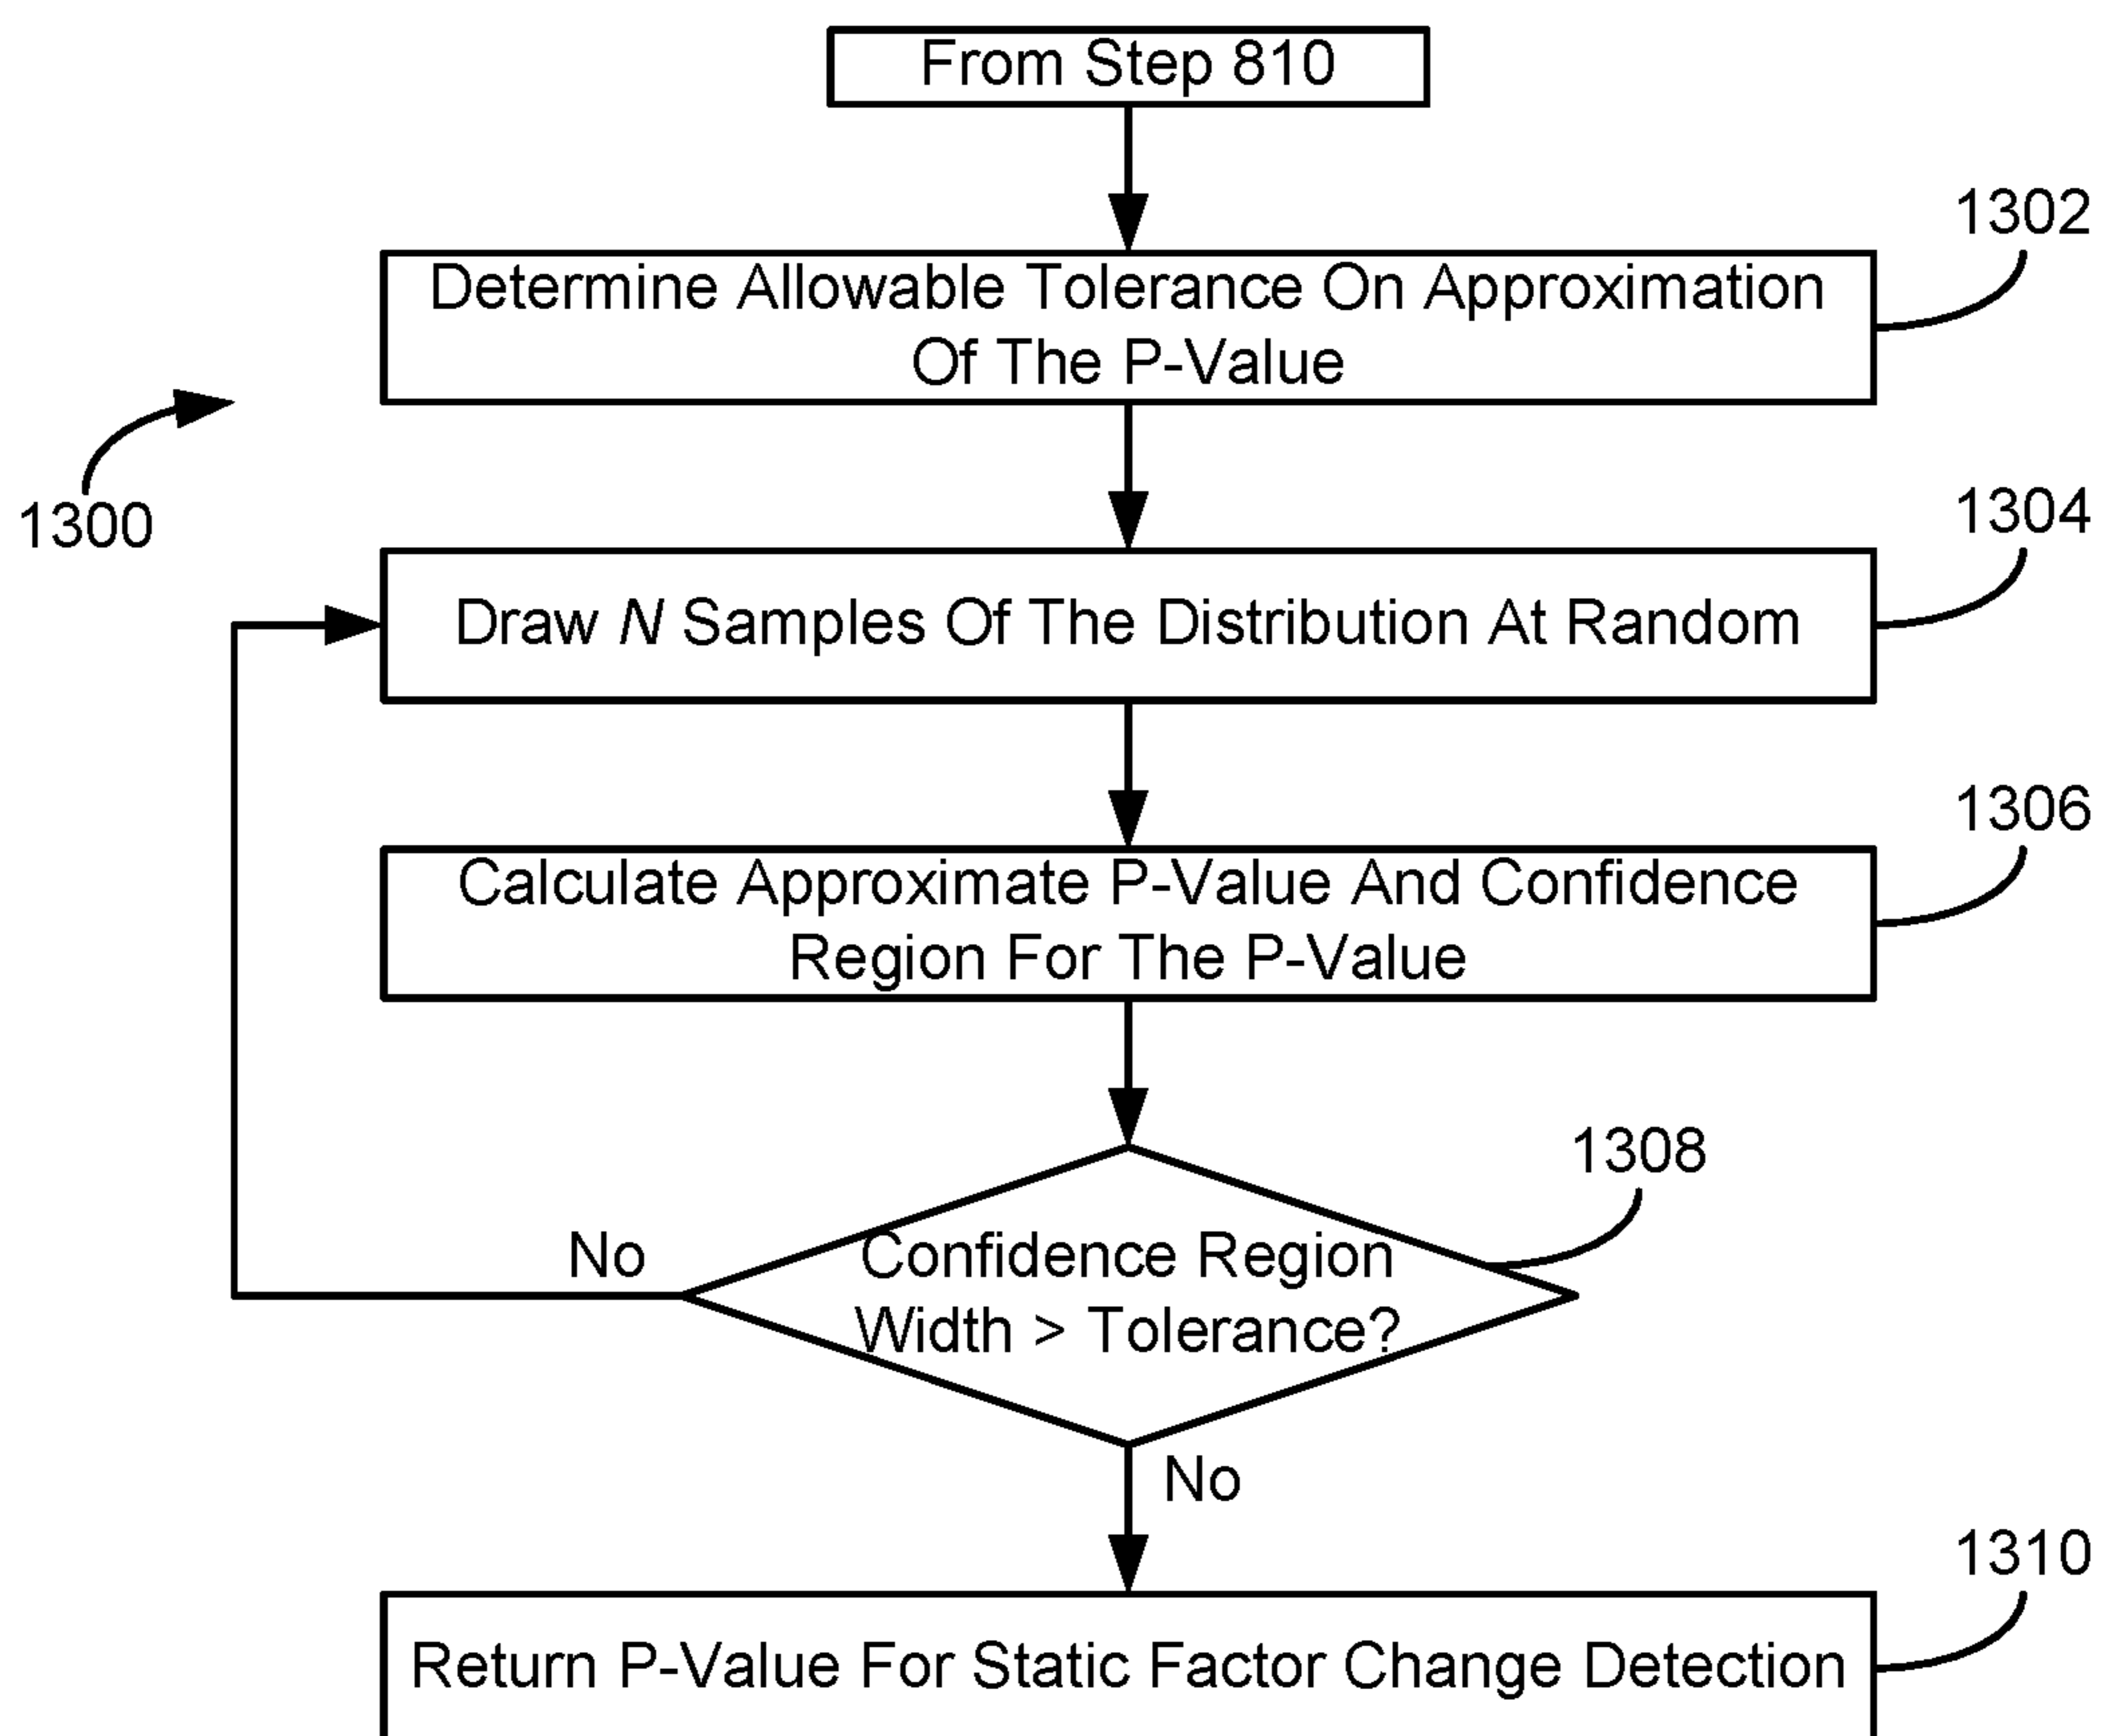 From Step 810
1302
Determine Allowable Tolerance On Approximation
Of The P-Value
1300
1304
Draw N Samples Of The Distribution At Random
1306
Calculate Approximate P-Value And Confidence
Region For The P-Value
1308
No
Confidence Region
Width > Tolerance?
No
1310
Return P-Value For Static Factor Change Detection